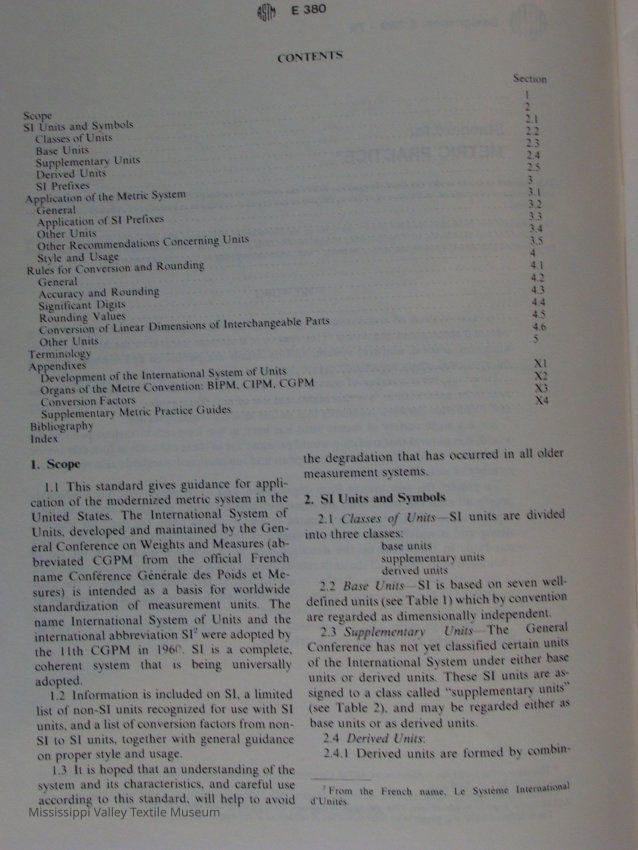 ASTM E 380
CONTENTS
Section
Scope 1
SI Units and Symbols 2
Classes of Units 2.1
Base Units 2.2
Supplementary Units 2.3
Derived Units 2.4
SI Prefixes 2.5
Application of the Metric System 3
General 3.1
Application of SI Prefixes 3.2
Other Units 3.3
Other Recommendations Concerning Units 3.4
Style and Usage 3.5
Rules for Conversion and Rounding 4
General 4.1
Accuracy and Rounding 4.2
Significant Digits 4.3
Rounding Values 4.4
Conversion of Linear Dimensions of Interchangeable Parts 4.5
Other Units 4.6
Terminology 5
Appendixes
Development of the International System of Units X1
Organs of the Metre Convention: BIPM, CIPM, CGPM X2
Conversion Factors X3
Supplementary Metric Practice Guides X4
Bibliography
Index
1. Scope
1.1 This standard gives guidance for appli-
cation of the modernized metric system in the
United States. The International System of
Units, developed and maintained by the Gen-
eral Conference on Weights and Measures (ab-
breviated CGPM from the official French
name Conférence Générale des Poids et Me-
sures) is intended as a basis for worldwide
standardization of measurement units. The
name International System of Units and the
international abbreviation SI² were adopted by
the 11th CGPM in 1960. SI is a complete,
coherent system that is being universally
adopted.
1.2 Information is included on SI, a limited
list of non-SI units recognized for use with SI
units, and a list of conversion factors from non-
SI to SI units, together with general guidance
on proper style and usage.
1.3 It is hoped that an understanding of the
system and its characteristics, and careful use
according to this standard, will help to avoid
the degradation that has occurred in all older
measurement systems.
2. SI Units and Symbols
2.1 Classes of Units—SI units are divided
into three classes:
base units
supplementary units
derived units
2.2 Base Units—SI is based on seven well-
defined units (see Table 1) which by convention
are regarded as dimensionally independent.
2.3 Supplementary Units—The General
Conference has not yet classified certain units
of the International System under either base
units or derived units. These SI units are as-
signed to a class called "supplementary units"
(see Table 2), and may be regarded either as
base units or as derived units.
2.4 Derived Units:
2.4.1 Derived units are formed by combin-
² From the French name, Le Système International
d'Unités.
Mississippi Valley Textile Museum